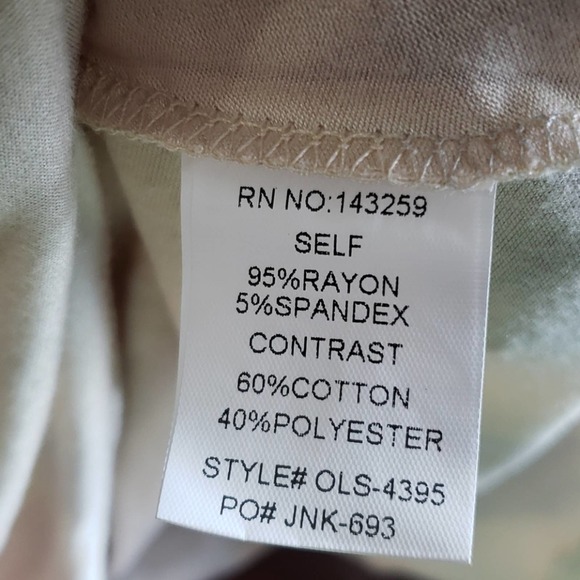 RN NO:143259
SELF
95%RAYON
5%SPANDEX
CONTRAST
60%COTTON
40%POLYESTER
STYLE# OLS-4395
PO# JNK-693